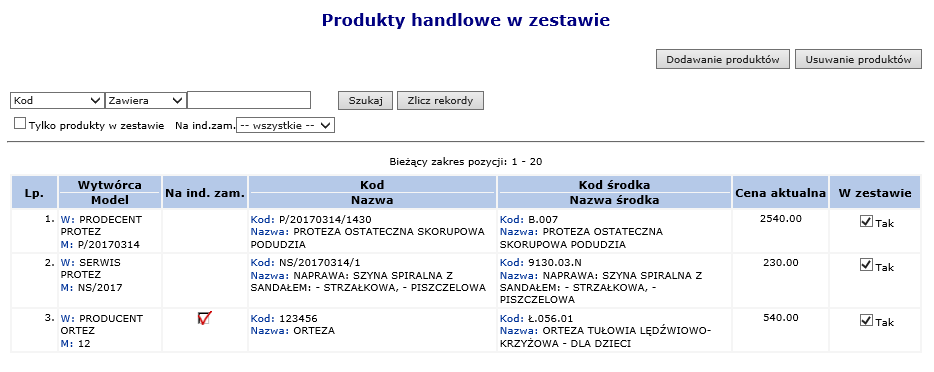 Produkty handlowe w zestawie
Dodawanie produktów Usuwanie produktów
Kod Zawiera Szukaj Zlicz rekordy
Tylko produkty w zestawie Na ind.zam. -- wszystkie --
Bieżący zakres pozycji: 1 - 20
Lp. Wytwórca Model Na ind. zam. Kod Nazwa Kod środka Nazwa środka Cena aktualna W zestawie
1. W: PRODECENT PROTEZ M: P/20170314 Kod: P/20170314/1430 Nazwa: PROTEZA OSTATECZNA SKORUPOWA PODUDZIA Kod: B.007 Nazwa: PROTEZA OSTATECZNA SKORUPOWA PODUDZIA 2540.00 Tak
2. W: SERWIS PROTEZ M: NS/2017 Kod: NS/20170314/1 Nazwa: NAPRAWA: SZYNA SPIRALNA Z SANDAŁEM: - STRZAŁKOWA, - PISZCZELOWA Kod: 9130.03.N Nazwa: NAPRAWA: SZYNA SPIRALNA Z SANDAŁEM: - STRZAŁKOWA, - PISZCZELOWA 230.00 Tak
3. W: PRODUCENT ORTEZ M: 12 Kod: 123456 Nazwa: ORTEZA Kod: Ł.056.01 Nazwa: ORTEZA TUŁOWIA LĘDŹWIOWO-KRZYŻOWA - DLA DZIECI 540.00 Tak